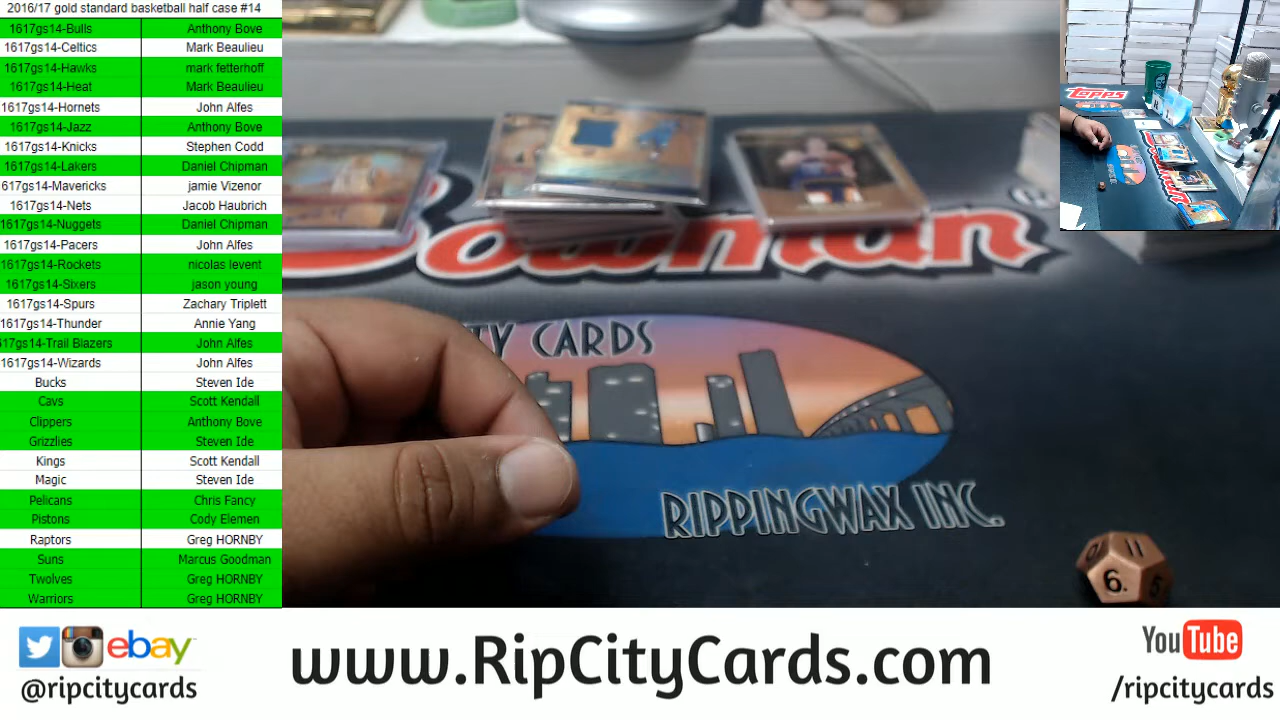 2016/17 gold standard basketball half case #14
1617gs14-Bulls Anthony Bove
1617gs14-Celtics Mark Beaulieu
1617gs14-Hawks mark fetterhoff
1617gs14-Heat Mark Beaulieu
1617gs14-Hornets John Alfes
1617gs14-Jazz Anthony Bove
1617gs14-Knicks Stephen Codd
1617gs14-Lakers Daniel Chipman
617gs14-Mavericks jamie Vizenor
1617gs14-Nets Jacob Haubrich
1617gs14-Nuggets Daniel Chipman
1617gs14-Pacers John Alfes
1617gs14-Rockets nicolas levent
1617gs14-Sixers jason young
1617gs14-Spurs Zachary Triplett
1617gs14-Thunder Annie Yang
617gs14-Trail Blazers John Alfes
1617gs14-Wizards John Alfes
Bucks Steven Ide
Cavs Scott Kendall
Clippers Anthony Bove
Grizzlies Steven Ide
Kings Scott Kendall
Magic Steven Ide
Pelicans Chris Fancy
Pistons Cody Elemen
Raptors Greg HORNBY
Suns Marcus Goodman
Twolves Greg HORNBY
Warriors Greg HORNBY
Topps
Bowman
Bowman
®
TY CARDS
RIPPINGWAX INC.
11
6.
5
ebay
@ripcitycards
www.RipCityCards.com
YouTube
/ripcitycards